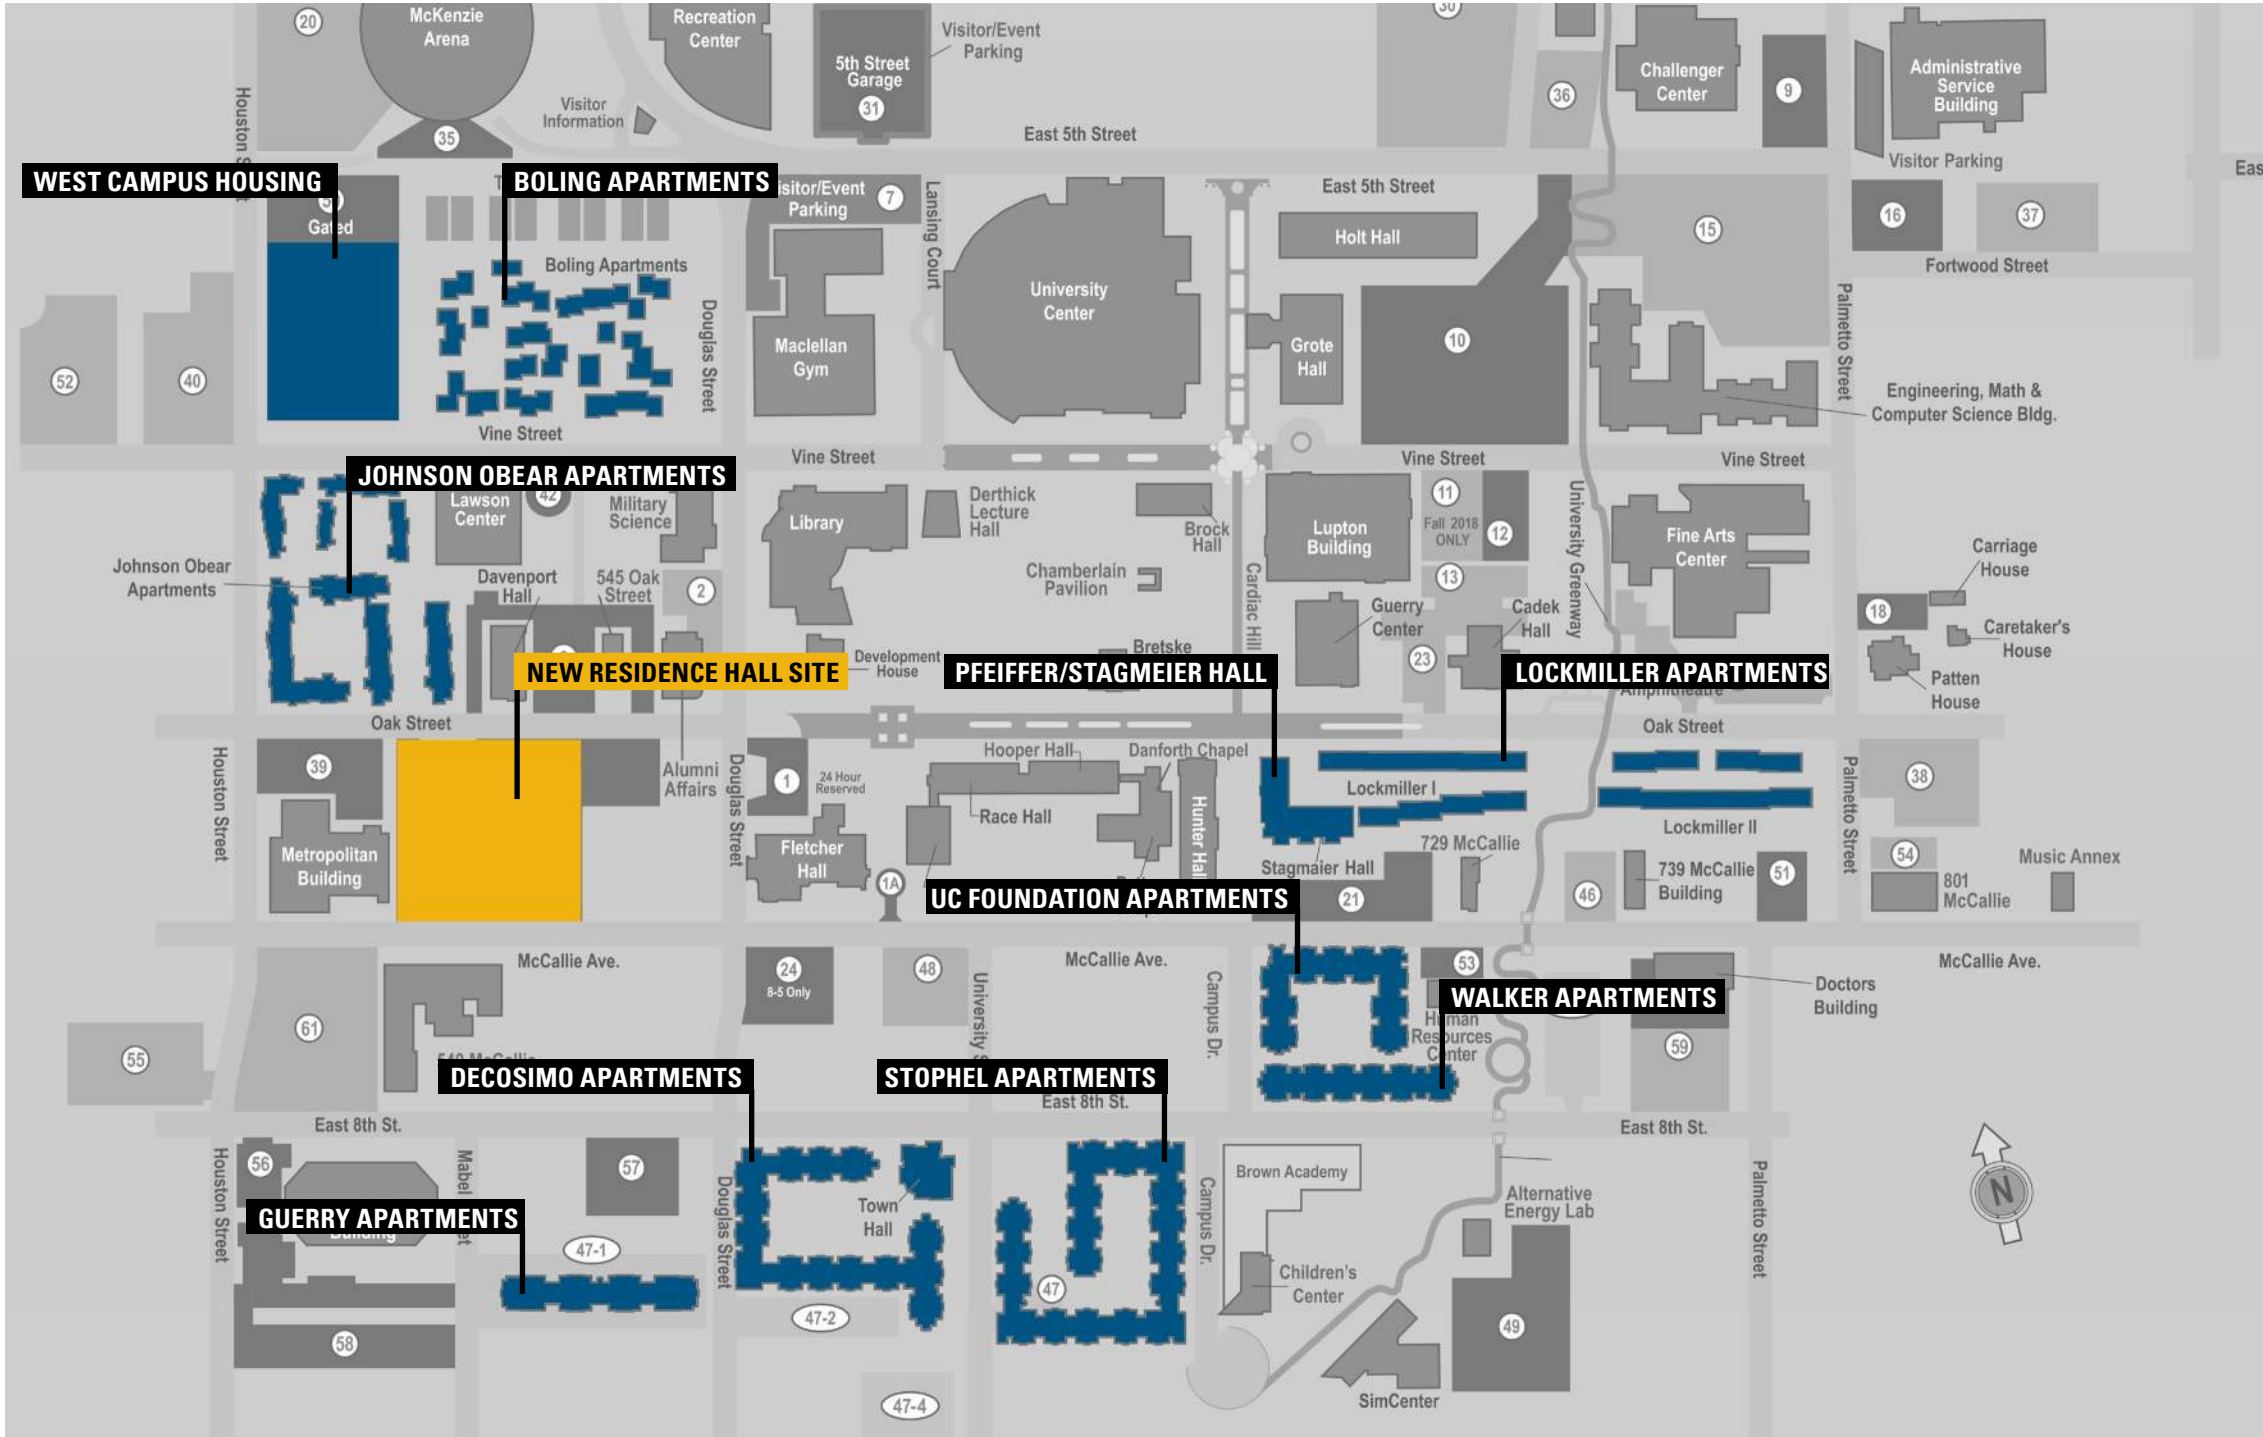 20
McKenzie
Arena
Recreation
Center
5th Street
Garage
31
Visitor/Event
Parking
Visitor
Information
35
East 5th Street
30
36
Challenger
Center
9
Administrative
Service
Building
Visitor Parking
Houston
WEST CAMPUS HOUSING
Gated
BOLING APARTMENTS
Boling Apartments
Parking
7
Lansing Court
East 5th Street
Holt Hall
University
Center
Grote
Hall
10
15
16
37
Fortwood Street
52
40
Douglas Street
Maclellan
Gym
Palmetto Street
Engineering, Math &
Computer Science Bldg.
Vine Street
Vine Street
Vine Street
Vine Street
JOHNSON OBEAR APARTMENTS
Lawson
Center
42
Military
Science
Library
Derthick
Lecture
Hall
Brock
Hall
Lupton
Building
11
Fall 2018
ONLY
12
University Greenway
Fine Arts
Center
Johnson Obear
Apartments
Davenport
Hall
545 Oak
Street
2
Chamberlain
Pavilion
Cardiac Hill
13
Guerry
Center
Cadek
Hall
23
Carriage
House
18
Caretaker's
House
Patten
House
NEW RESIDENCE HALL SITE
Development
House
Bretske
PFEIFFER/STAGMEIER HALL
LOCKMILLER APARTMENTS
Oak Street
Oak Street
Houston Street
39
Metropolitan
Building
Alumni
Affairs
Douglas Street
1
24 Hour
Reserved
Fletcher
Hall
1A
Hooper Hall
Danforth Chapel
Race Hall
Hunter Hall
Lockmiller I
Stagmaier Hall
21
729 McCallie
Lockmiller II
46
739 McCallie
Building
51
Palmetto Street
38
54
801
McCallie
Music Annex
UC FOUNDATION APARTMENTS
McCallie Ave.
24
8-5 Only
48
McCallie Ave.
University
Campus Dr.
53
WALKER APARTMENTS
Human
Resources
Center
Doctors
Building
59
McCallie Ave.
55
61
DECOSIMO APARTMENTS
STOPHEL APARTMENTS
East 8th St.
East 8th St.
East 8th St.
Houston Street
56
Mabel
57
Douglas Street
Town
Hall
Campus Dr.
Brown Academy
Alternative
Energy Lab
Palmetto Street
N
GUERRY APARTMENTS
47-1
47-2
47
Children's
Center
49
58
SimCenter
47-4